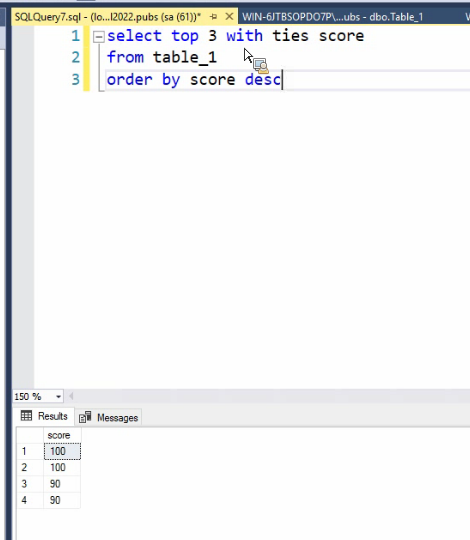 SQLQuery7.sql - (lo...l2022.pubs (sa (61))* WIN-6JTBSOPDO7P\...ubs - dbo.Table_1
1 select top 3 with ties score
2 from table_1
3 order by score desc
150 %
Results Messages
score
1 100
2 100
3 90
4 90